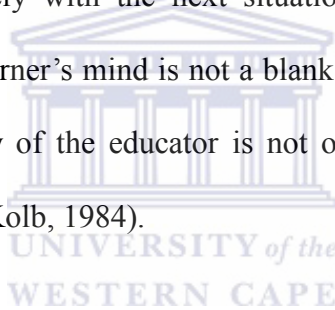 ery with the next situation
rner's mind is not a blank
y of the educator is not o
Kolb, 1984).
UNIVERSITY of the
WESTERN CAPE